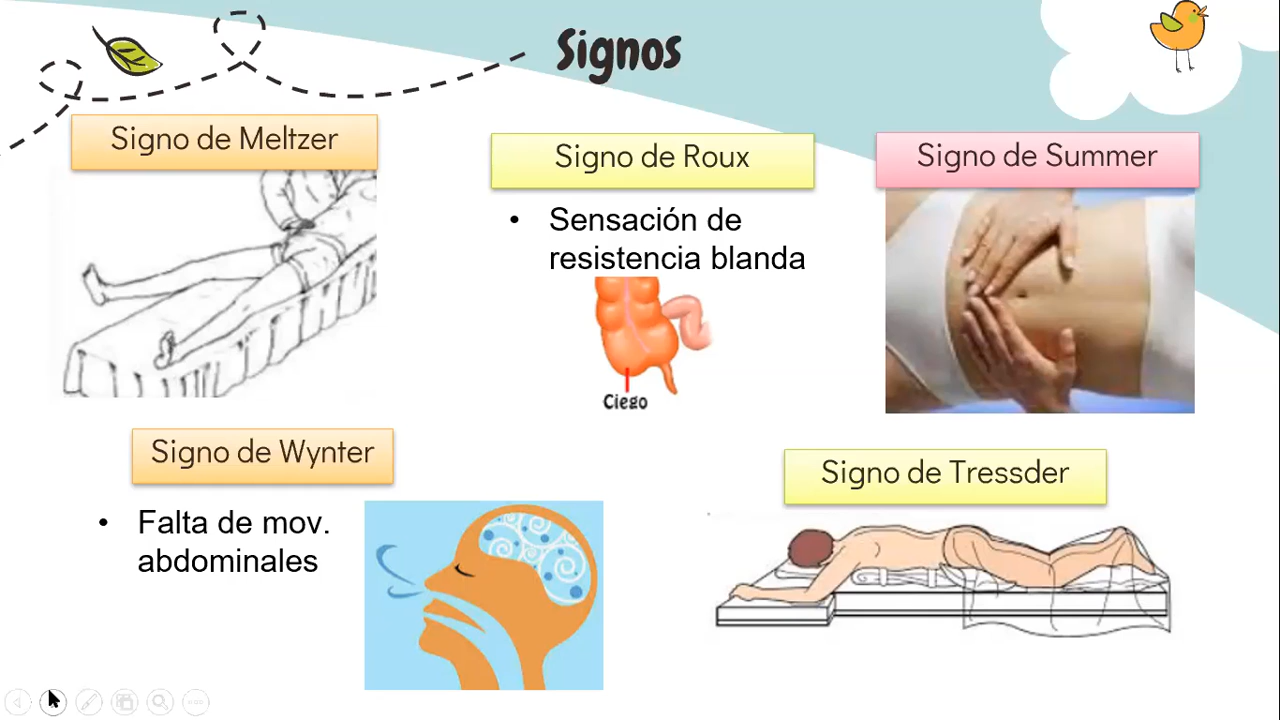 Signos
Signo de Meltzer
Signo de Roux
• Sensación de
resistencia blanda
Ciego
Signo de Summer
Signo de Wynter
• Falta de mov.
abdominales
Signo de Tressder